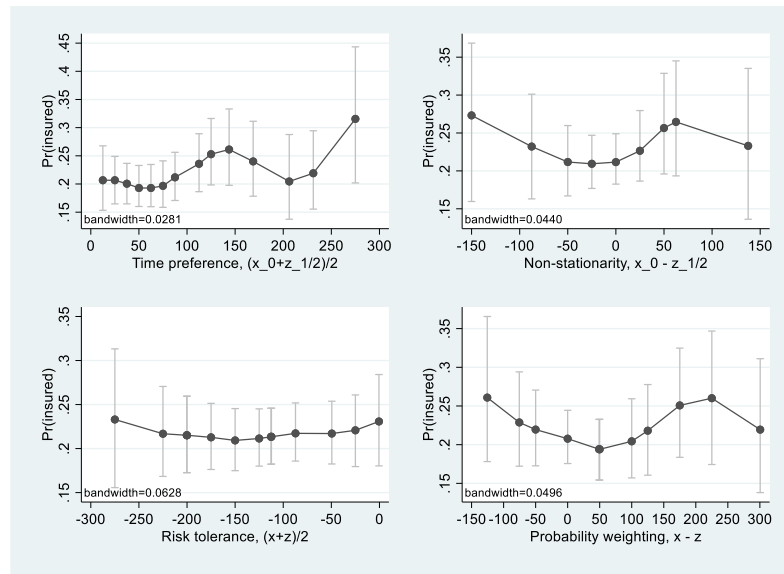 Pr(insured)
.45
.4
.35
.3
.25
.2
.15
bandwidth=0.0281
0 50 100 150 200 250 300
Time preference, (x_0+z_1/2)/2
Pr(insured)
.35
.3
.25
.2
.15
bandwidth=0.0440
-150 -100 -50 0 50 100 150
Non-stationarity, x_0 - z_1/2
Pr(insured)
.35
.3
.25
.2
.15
bandwidth=0.0628
-300 -250 -200 -150 -100 -50 0
Risk tolerance, (x+z)/2
Pr(insured)
.35
.3
.25
.2
.15
bandwidth=0.0496
-150 -100 -50 0 50 100 150 200 250 300
Probability weighting, x - z